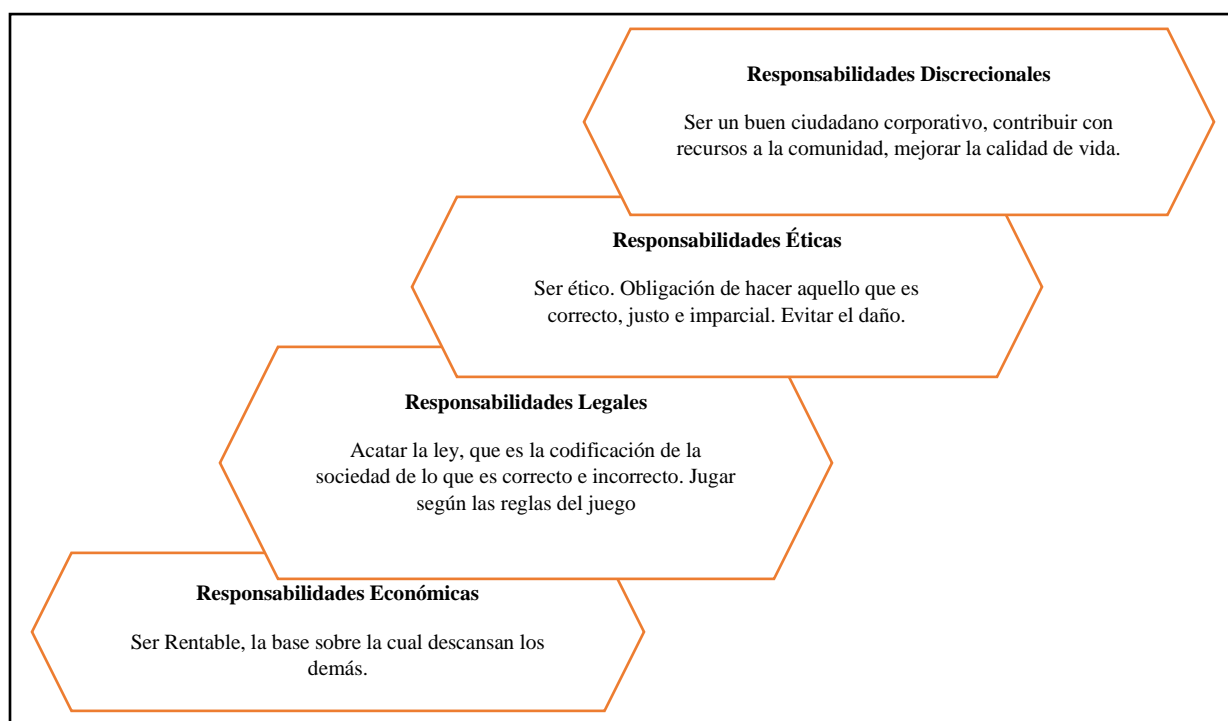 Responsabilidades Discrecionales
Ser un buen ciudadano corporativo, contribuir con
recursos a la comunidad, mejorar la calidad de vida.
Responsabilidades Éticas
Ser ético. Obligación de hacer aquello que es
correcto, justo e imparcial. Evitar el daño.
Responsabilidades Legales
Acatar la ley, que es la codificación de la
sociedad de lo que es correcto e incorrecto. Jugar
según las reglas del juego
Responsabilidades Económicas
Ser Rentable, la base sobre la cual descansan los
demás.